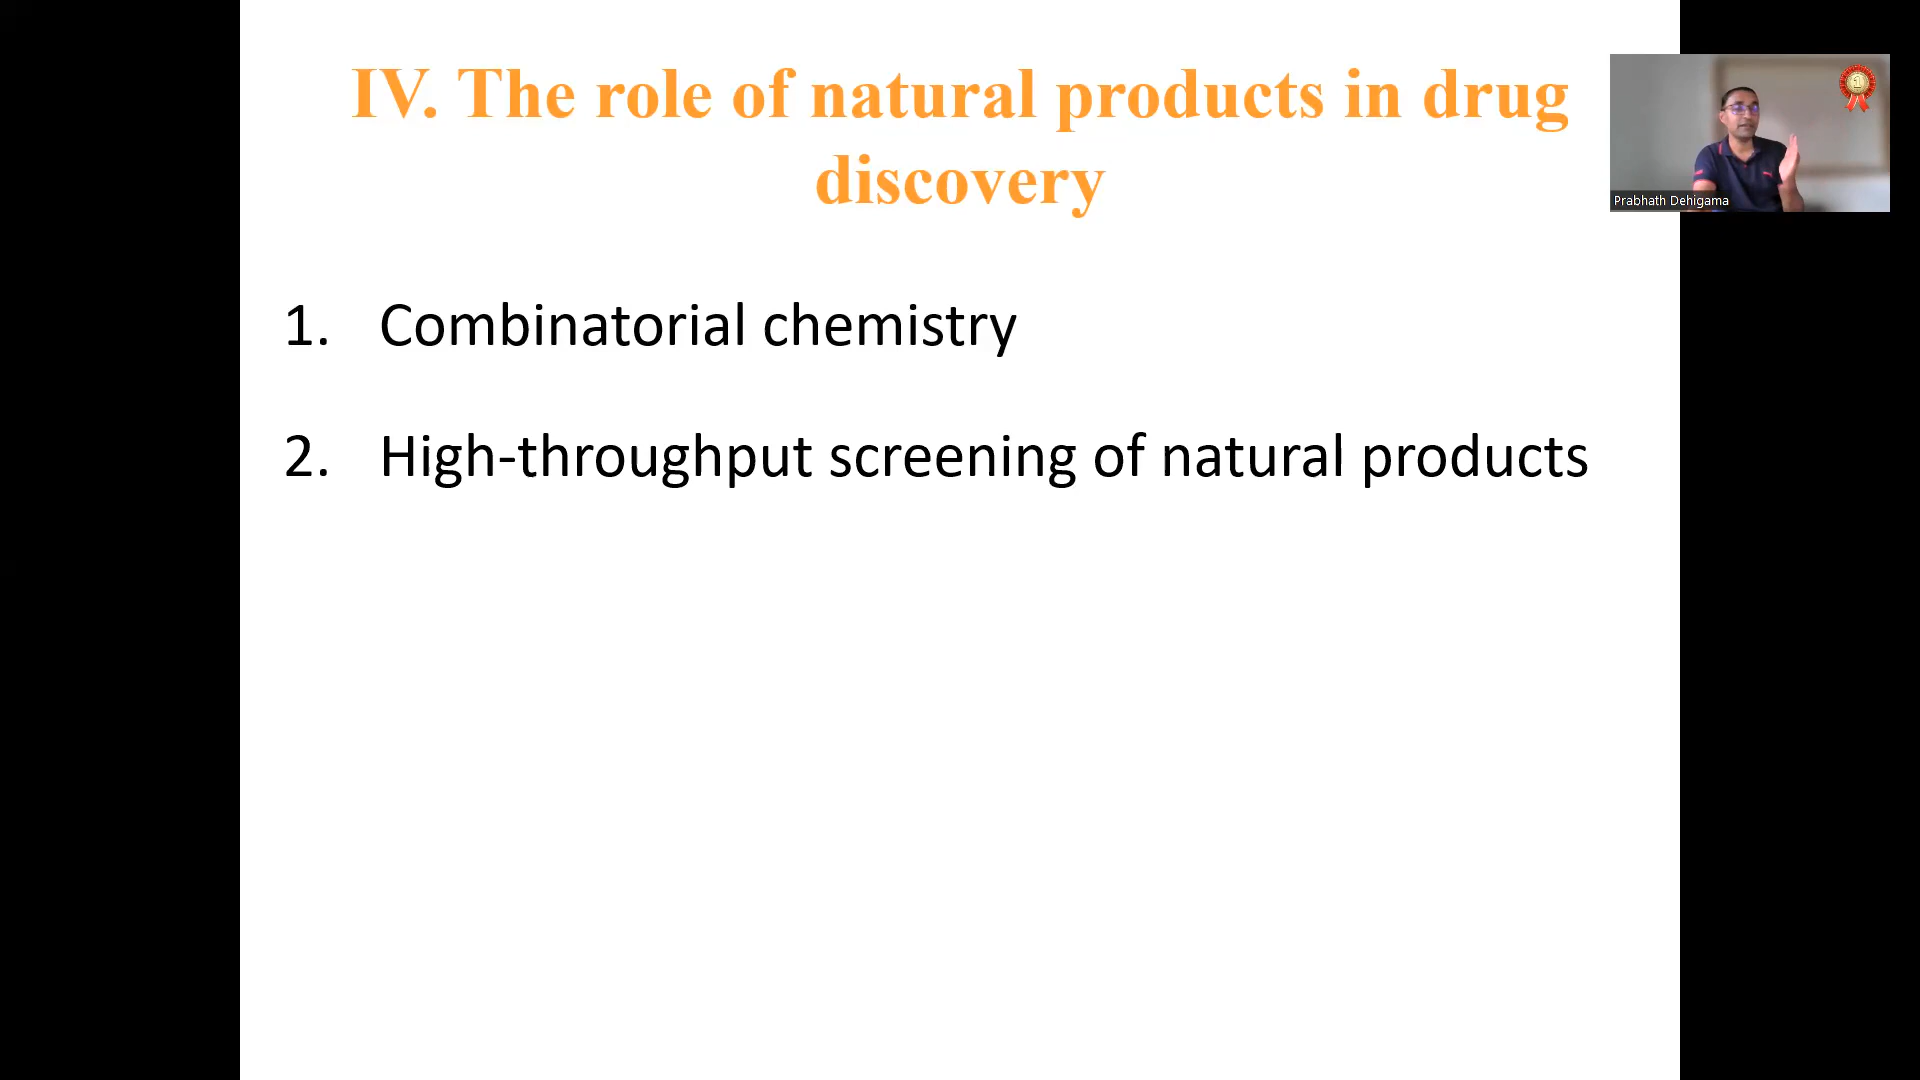 IV. The role of natural products in drug
discovery
1. Combinatorial chemistry
2. High-throughput screening of natural products
1
Prabhath Dehigama